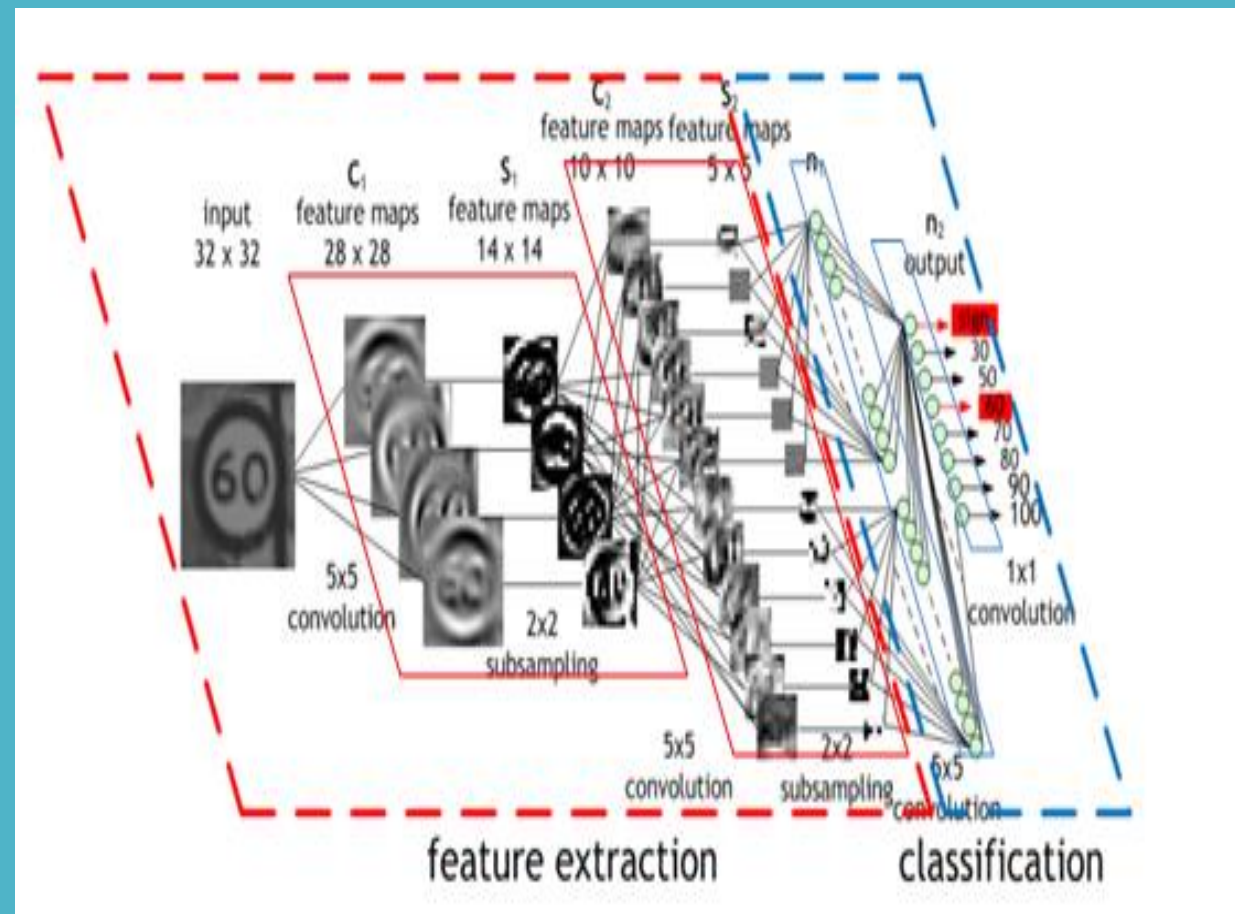 C₂
feature maps
10 x 10
S₂
feature maps
5 x 5
C₁
feature maps
28 x 28
S₁
feature maps
14 x 14
input
32 x 32
n₁
n₂
output
60
30
50
60
70
80
90
100
1x1
convolution
5x5
convolution
2x2
subsampling
5x5
convolution
2x2
subsampling
5x5
convolution
feature extraction
classification